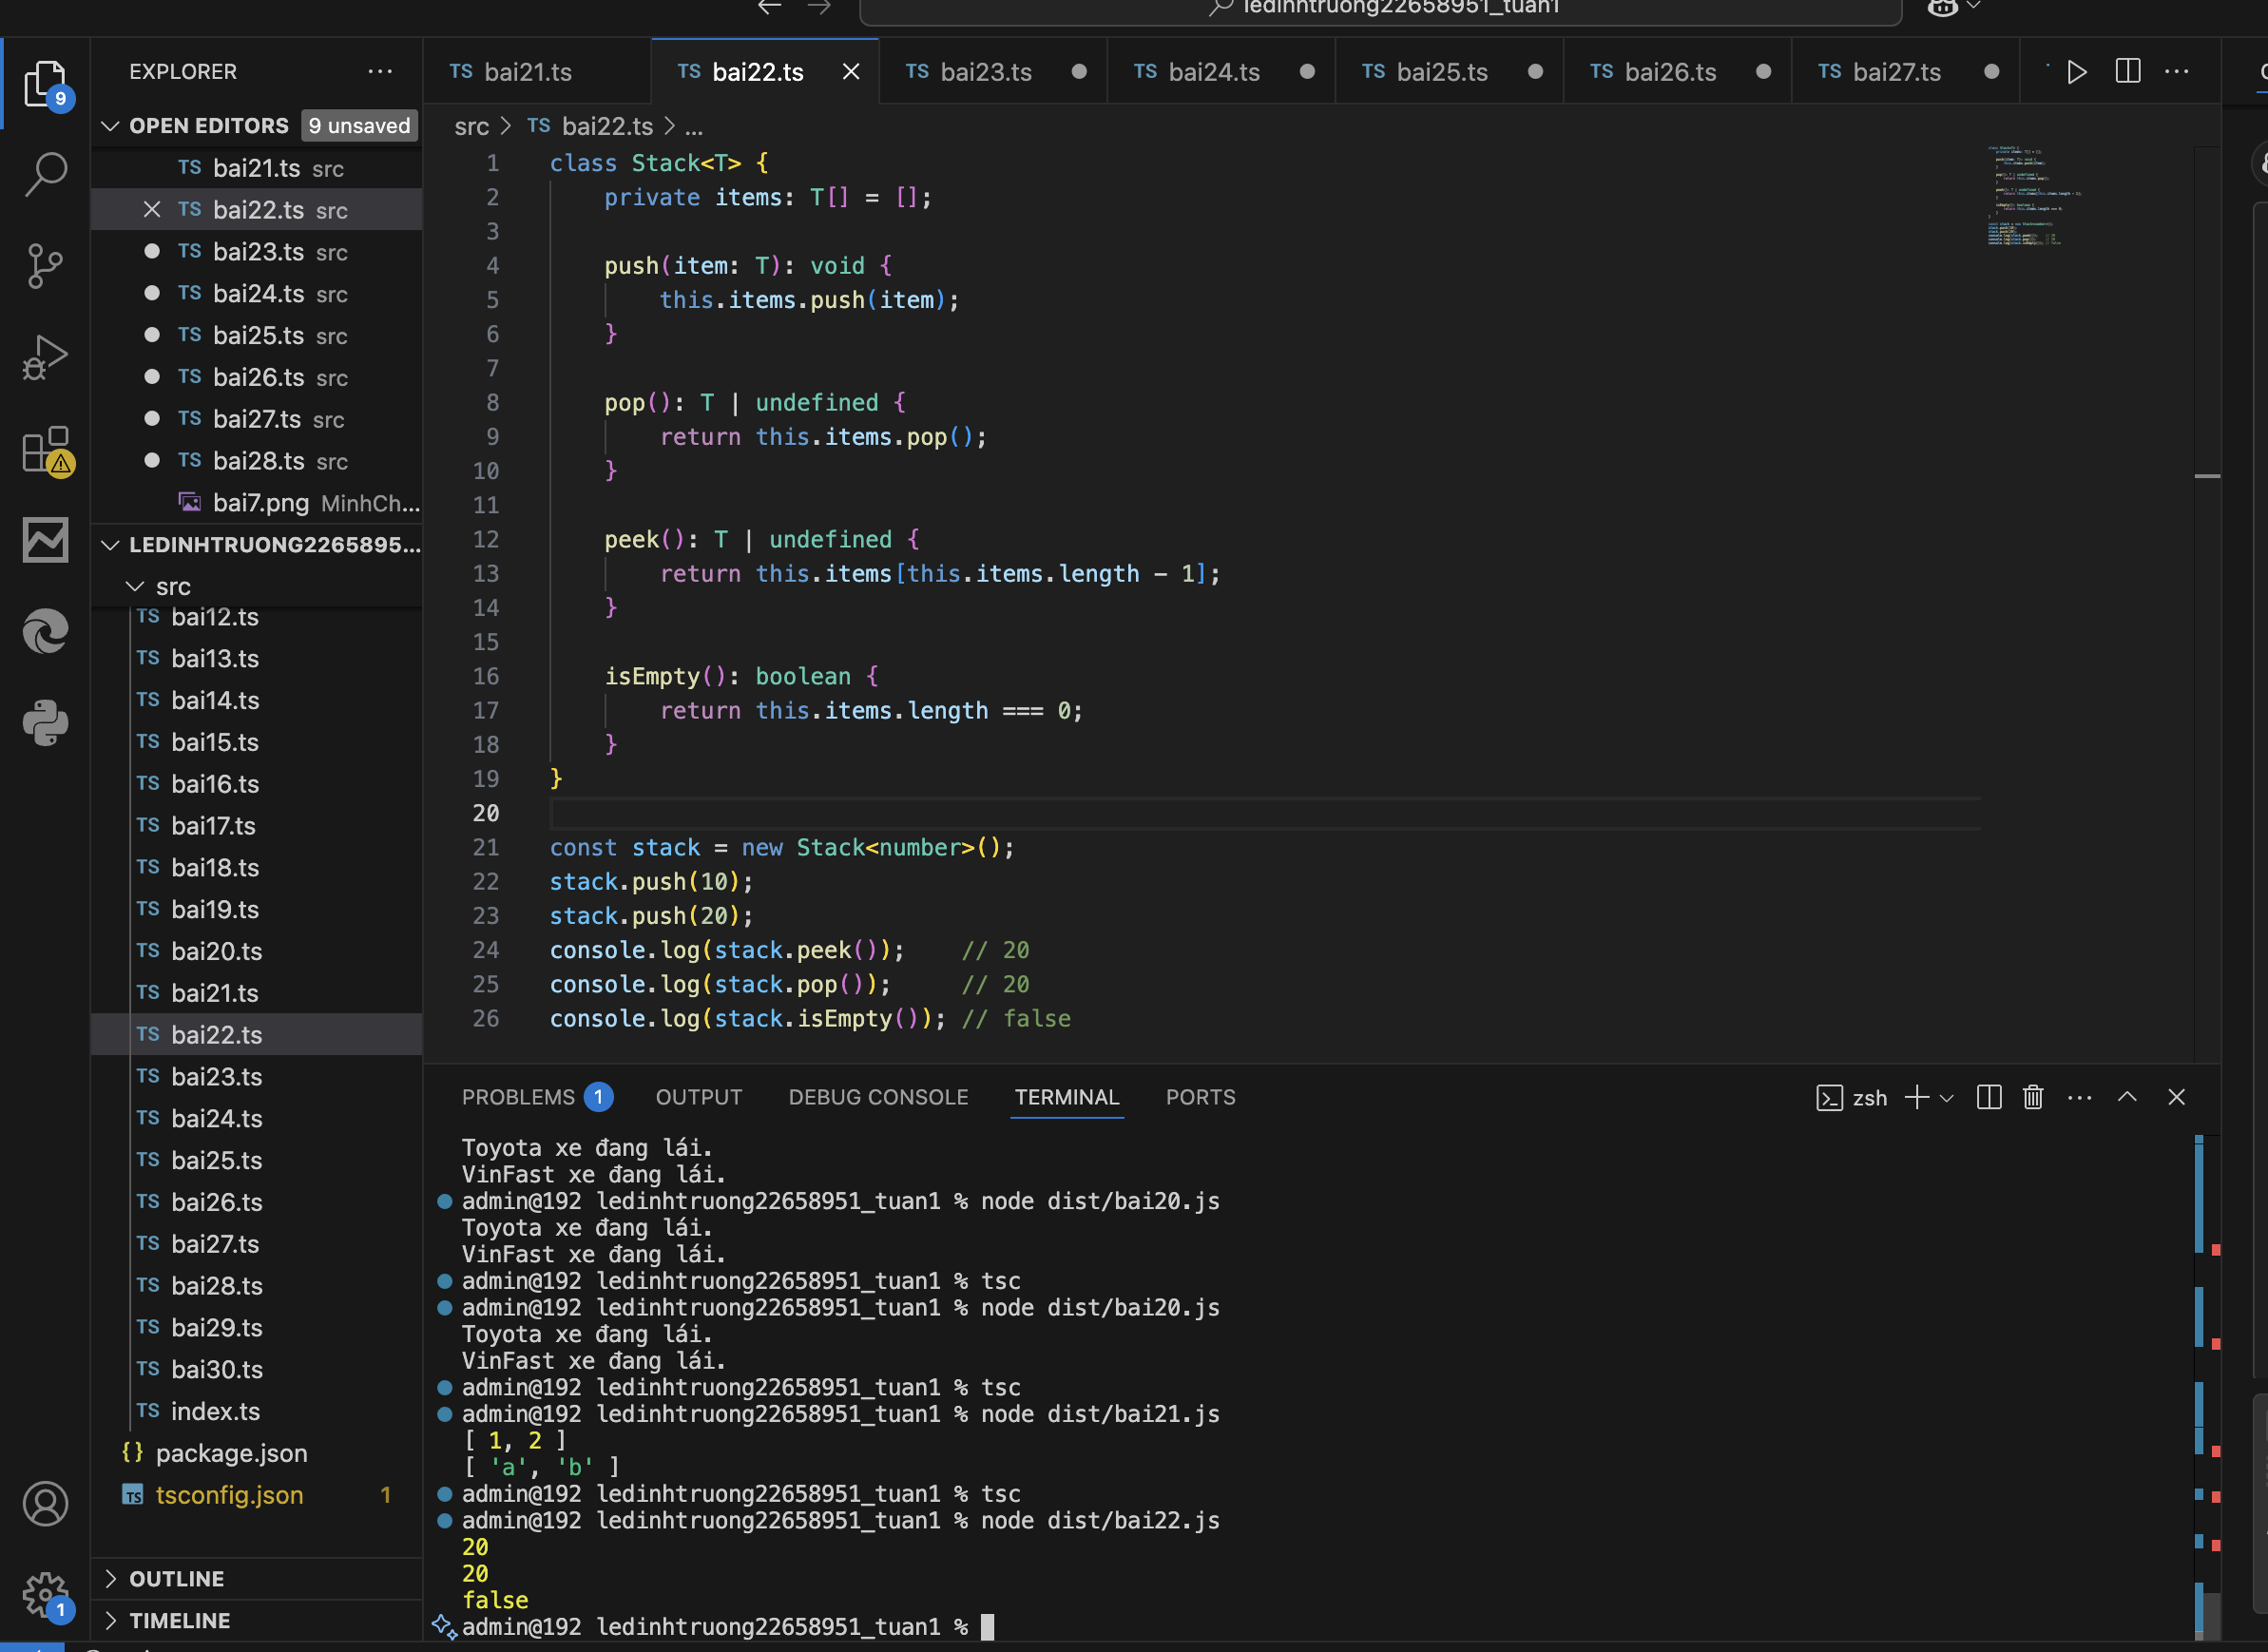 ledinhtruong22658951_tuan1
EXPLORER
9
OPEN EDITORS 9 unsaved
TS bai21.ts src
TS bai22.ts src
TS bai23.ts src
TS bai24.ts src
TS bai25.ts src
TS bai26.ts src
TS bai27.ts src
TS bai28.ts src
bai7.png MinhCh...
LEDINHTRUONG2265895...
src
TS bai12.ts
TS bai13.ts
TS bai14.ts
TS bai15.ts
TS bai16.ts
TS bai17.ts
TS bai18.ts
TS bai19.ts
TS bai20.ts
TS bai21.ts
TS bai22.ts
TS bai23.ts
TS bai24.ts
TS bai25.ts
TS bai26.ts
TS bai27.ts
TS bai28.ts
TS bai29.ts
TS bai30.ts
TS index.ts
{} package.json
TS tsconfig.json 1
OUTLINE
TIMELINE
1
TS bai21.ts TS bai22.ts TS bai23.ts TS bai24.ts TS bai25.ts TS bai26.ts TS bai27.ts
src > TS bai22.ts > ...
1 class Stack<T> {
2 private items: T[] = [];
3
4 push(item: T): void {
5 this.items.push(item);
6 }
7
8 pop(): T | undefined {
9 return this.items.pop();
10 }
11
12 peek(): T | undefined {
13 return this.items[this.items.length - 1];
14 }
15
16 isEmpty(): boolean {
17 return this.items.length === 0;
18 }
19 }
20
21 const stack = new Stack<number>();
22 stack.push(10);
23 stack.push(20);
24 console.log(stack.peek()); // 20
25 console.log(stack.pop()); // 20
26 console.log(stack.isEmpty()); // false
PROBLEMS 1 OUTPUT DEBUG CONSOLE TERMINAL PORTS zsh
Toyota xe đang lái.
VinFast xe đang lái.
admin@192 ledinhtruong22658951_tuan1 % node dist/bai20.js
Toyota xe đang lái.
VinFast xe đang lái.
admin@192 ledinhtruong22658951_tuan1 % tsc
admin@192 ledinhtruong22658951_tuan1 % node dist/bai20.js
Toyota xe đang lái.
VinFast xe đang lái.
admin@192 ledinhtruong22658951_tuan1 % tsc
admin@192 ledinhtruong22658951_tuan1 % node dist/bai21.js
[ 1, 2 ]
[ 'a', 'b' ]
admin@192 ledinhtruong22658951_tuan1 % tsc
admin@192 ledinhtruong22658951_tuan1 % node dist/bai22.js
20
20
false
admin@192 ledinhtruong22658951_tuan1 %